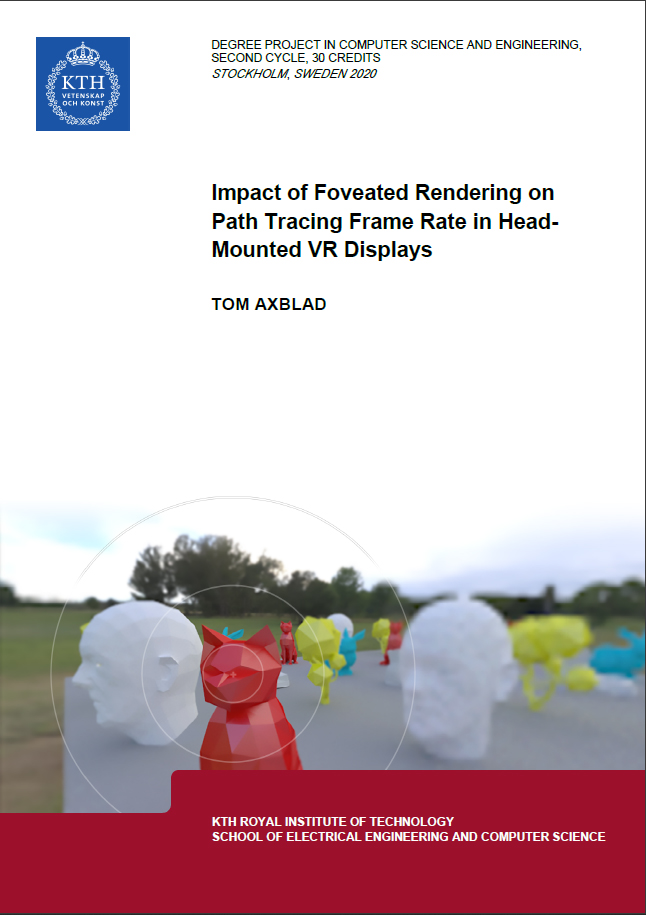 KTH
VETENSKAP
OCH KONST
DEGREE PROJECT IN COMPUTER SCIENCE AND ENGINEERING,
SECOND CYCLE, 30 CREDITS
STOCKHOLM, SWEDEN 2020
Impact of Foveated Rendering on
Path Tracing Frame Rate in Head-
Mounted VR Displays
TOM AXBLAD
KTH ROYAL INSTITUTE OF TECHNOLOGY
SCHOOL OF ELECTRICAL ENGINEERING AND COMPUTER SCIENCE